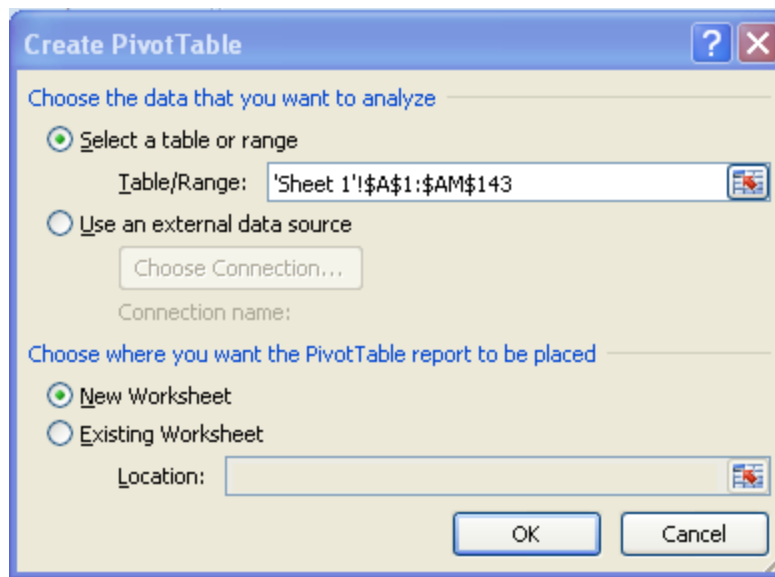 Create PivotTable
Choose the data that you want to analyze
Select a table or range
Table/Range: 'Sheet 1'!$A$1:$AM$143
Use an external data source
Choose Connection...
Connection name:
Choose where you want the PivotTable report to be placed
New Worksheet
Existing Worksheet
Location:
OK Cancel